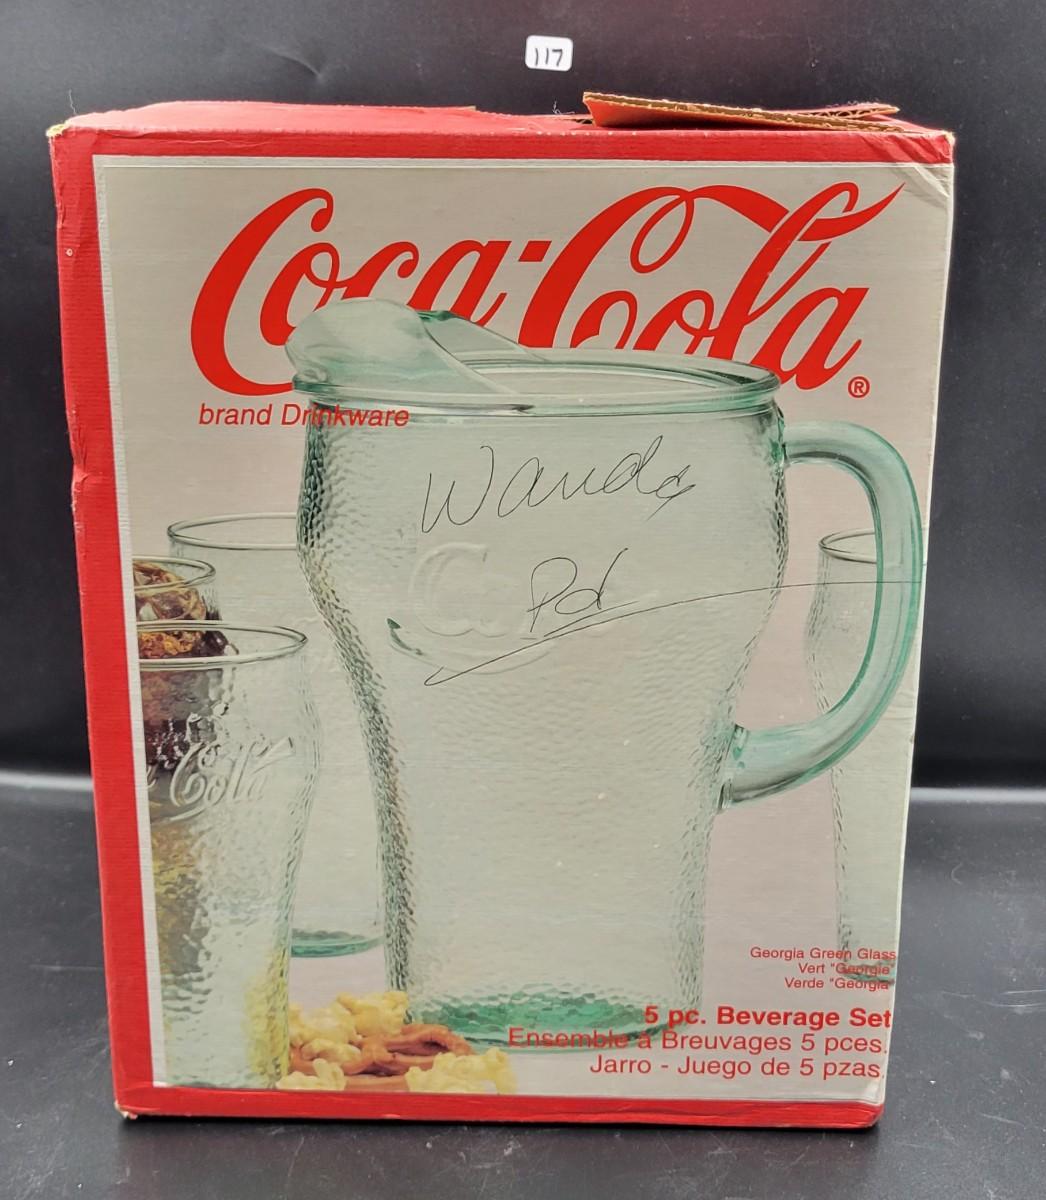 117
Coca-Cola®
brand Drinkware
Wanda
Pd
Coca-Cola
Georgia Green Glass
Vert "Georgie"
Verde "Georgia"
5 pc. Beverage Set
Ensemble à Breuvages 5 pces.
Jarro - Juego de 5 pzas.